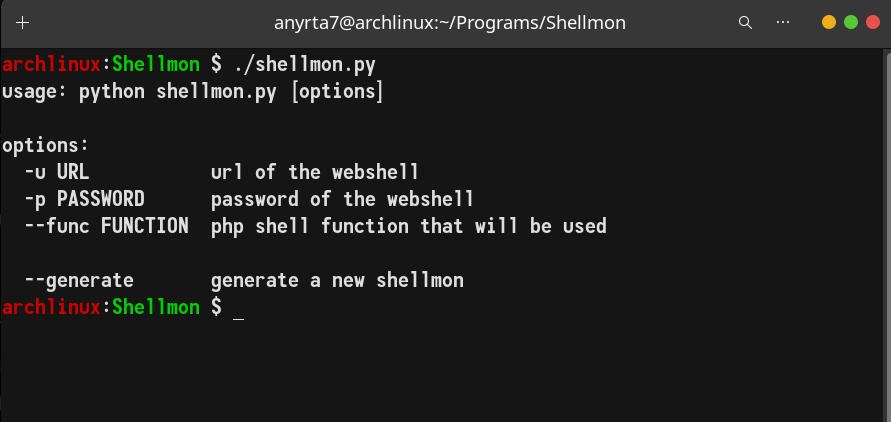 anyrta7@archlinux:~/Programs/Shellmon
archlinux:Shellmon $ ./shellmon.py
usage: python shellmon.py [options]
options:
-u URL url of the webshell
-p PASSWORD password of the webshell
--func FUNCTION php shell function that will be used
--generate generate a new shellmon
archlinux:Shellmon $ _